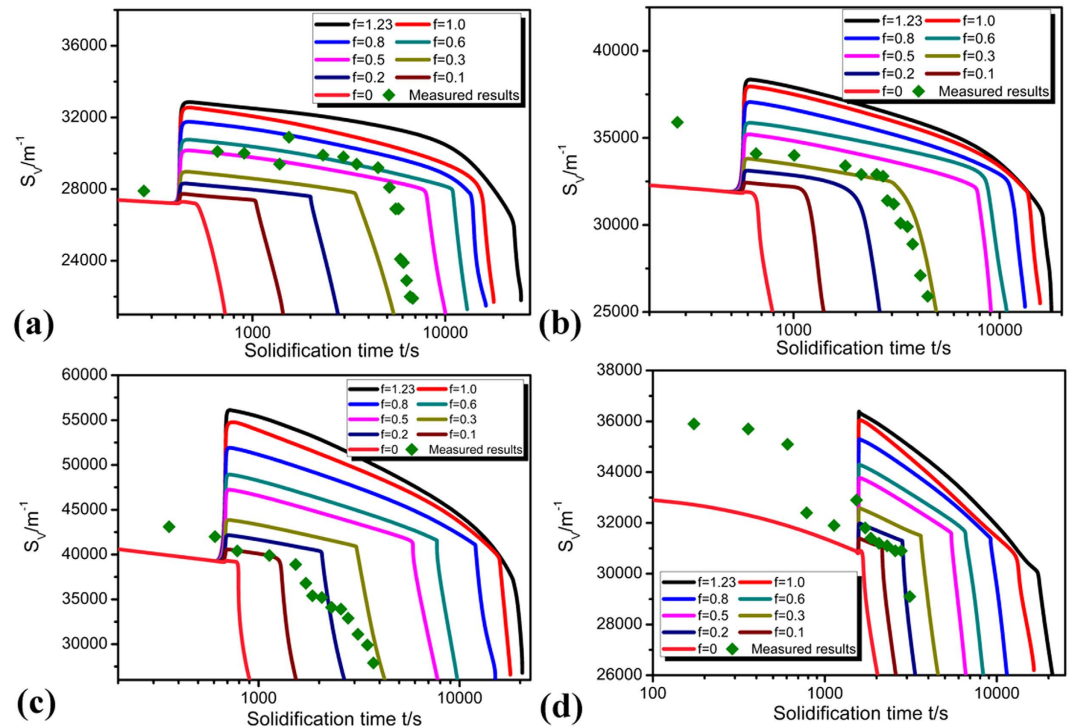 (a)
S_V/m^-1
36000
32000
28000
24000
f=1.23 f=1.0
f=0.8 f=0.6
f=0.5 f=0.3
f=0.2 f=0.1
f=0 Measured results
1000 10000
Solidification time t/s
(b)
S_V/m^-1
40000
35000
30000
25000
f=1.23 f=1.0
f=0.8 f=0.6
f=0.5 f=0.3
f=0.2 f=0.1
f=0 Measured results
1000 10000
Solidification time t/s
(c)
S_V/m^-1
60000
55000
50000
45000
40000
35000
30000
f=1.23 f=1.0
f=0.8 f=0.6
f=0.5 f=0.3
f=0.2 f=0.1
f=0 Measured results
1000 10000
Solidification time t/s
(d)
S_V/m^-1
38000
36000
34000
32000
30000
28000
26000
f=1.23 f=1.0
f=0.8 f=0.6
f=0.5 f=0.3
f=0.2 f=0.1
f=0 Measured results
100 1000 10000
Solidification time t/s